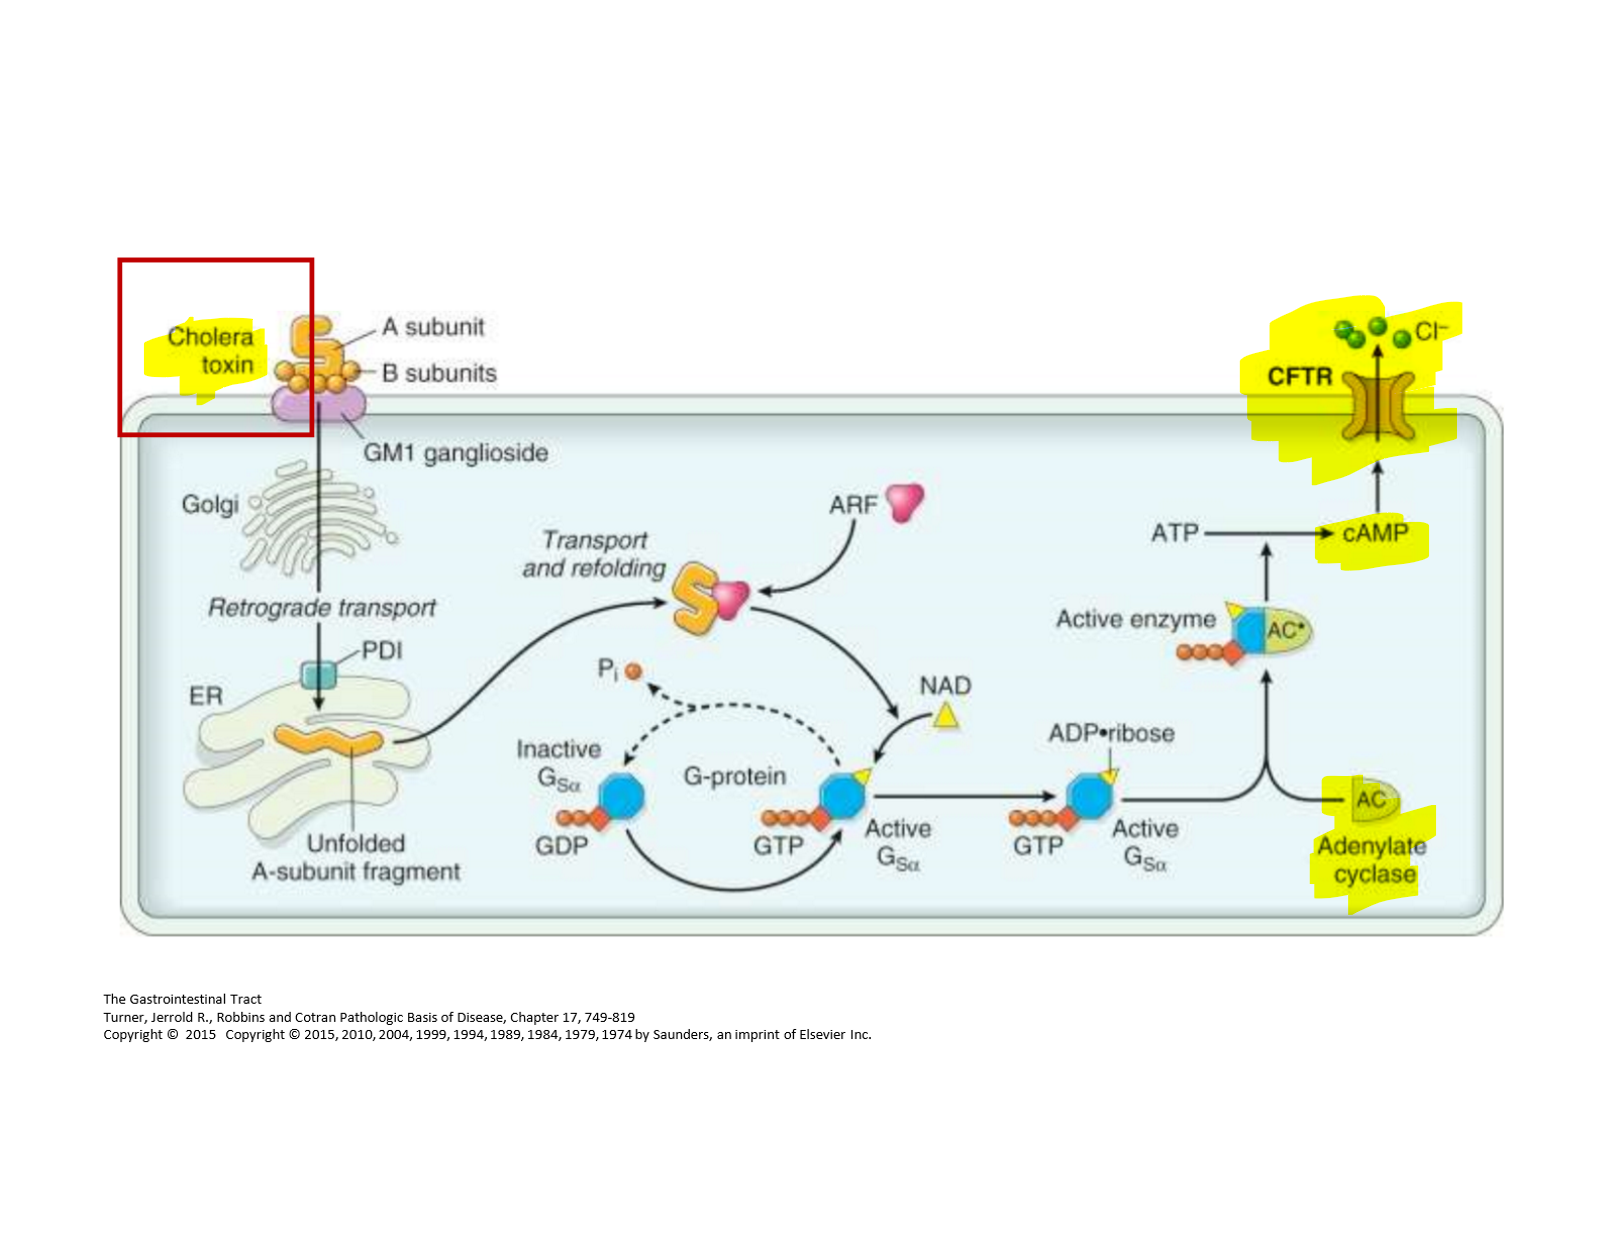 Cholera
toxin
A subunit
B subunits
GM1 ganglioside
Golgi
Retrograde transport
PDI
ER
Unfolded
A-subunit fragment
Transport
and refolding
ARF
Pi
NAD
Inactive
GSα
GDP
G-protein
GTP
Active
GSα
ADP•ribose
GTP
Active
GSα
Cl−
CFTR
ATP
cAMP
Active enzyme
AC•
AC
Adenylate
cyclase
The Gastrointestinal Tract
Turner, Jerrold R., Robbins and Cotran Pathologic Basis of Disease, Chapter 17, 749-819
Copyright © 2015 Copyright © 2015, 2010, 2004, 1999, 1994, 1989, 1984, 1979, 1974 by Saunders, an imprint of Elsevier Inc.